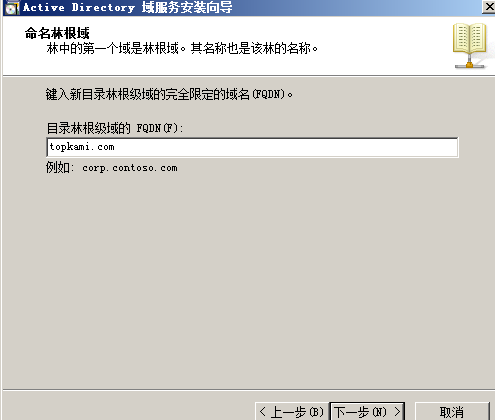 Active Directory 域服务安装向导
命名林根域
林中的第一个域是林根域。其名称也是该林的名称。
键入新目录林根级域的完全限定的域名(FQDN)。
目录林根级域的 FQDN(F):
topkami.com
例如: corp.contoso.com
< 上一步(B) 下一步(N) > 取消